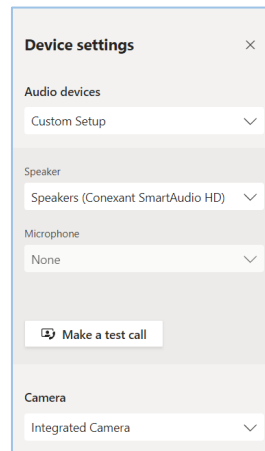 Device settings
Audio devices
Custom Setup
Speaker
Speakers (Conexant SmartAudio HD)
Microphone
None
Make a test call
Camera
Integrated Camera